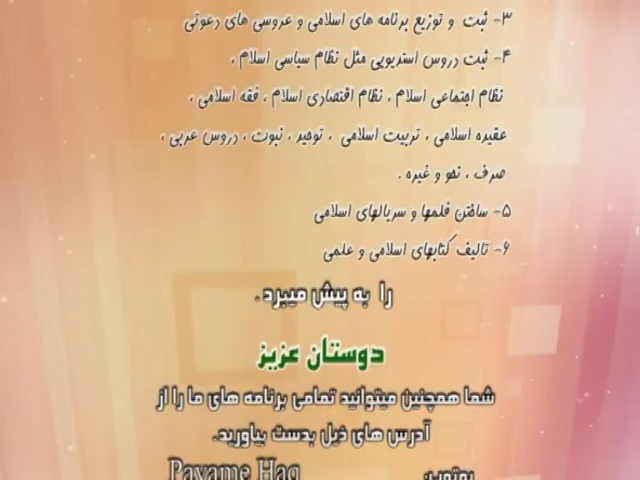 ۳- ثبت و توزیع برنامه های اسلامی و عروسی های دعوتی
۴- ثبت دروس استدیویی مثل نظام سیاسی اسلام ،
نظام اجتماعی اسلام ، نظام اقتصادی اسلام ، فقه اسلامی ،
عقیده اسلامی ، تربیت اسلامی ، توحید ، نبوت ، دروس عربی ،
صرف ، نحو و غیره .
۵- ساختن فلمها و سریالهای اسلامی
۶- تالیف کتابهای اسلامی و علمی
را به پیش میبرد .
دوستان عزیز
شما همچنین میتوانید تمامی برنامه های ما را از
آدرس های ذیل بدست بیاورید.
یوتوب: Payame Haq